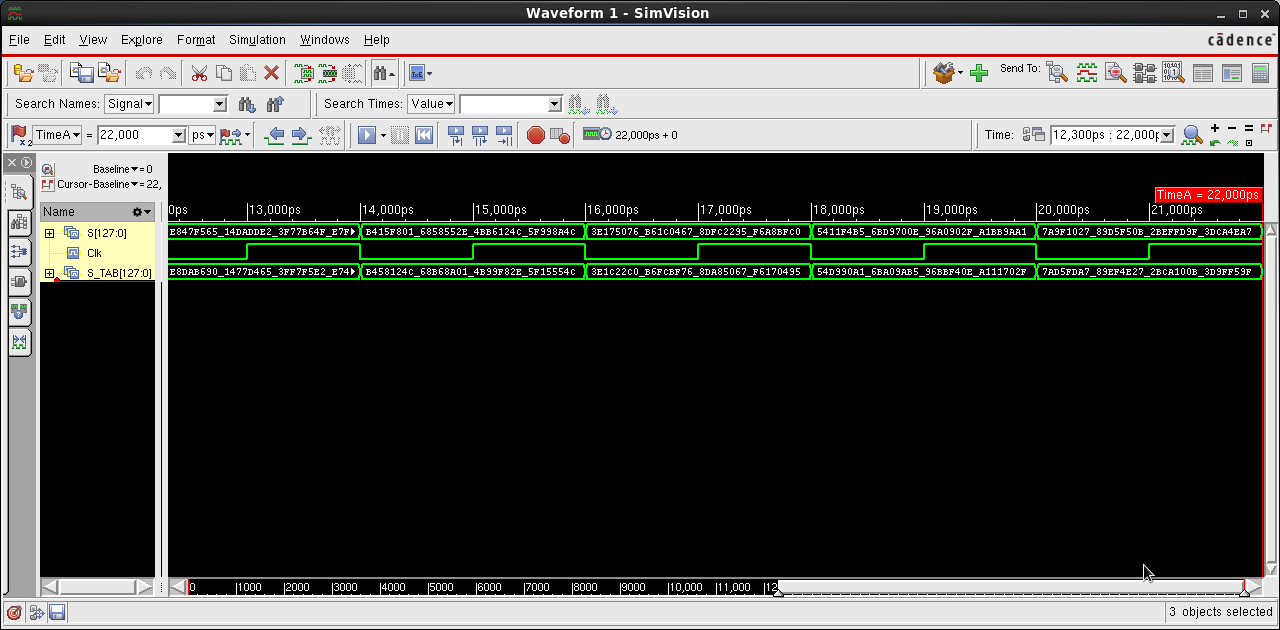 Waveform 1 - SimVision
File Edit View Explore Format Simulation Windows Help
cādence
Send To:
Search Names: Signal Search Times: Value
TimeA = 22,000 ps 22,000ps + 0 Time: 12,300ps : 22,000p
Baseline = 0
Cursor-Baseline = 22,
TimeA = 22,000ps
Name 0ps 13,000ps 14,000ps 15,000ps 16,000ps 17,000ps 18,000ps 19,000ps 20,000ps 21,000ps
S[127:0] E847F565_14DADDE2_3F77B64F_E7F B415F801_6858552E_4BB6124C_5F998A4C 3E175076_B61C0467_8DFC2295_F6A8BFC0 5411F4B5_6BD9700E_96A0902F_A1BB9AA1 7A9F1027_89D5F50B_2BEFFD9F_3DCA4EA7
Clk
S_TAB[127:0] E8DAB690_1477D465_3FF7F5E2_E74 B458124C_68B68A01_4B99F82E_5F15554C 3E1C22C0_B6FCBF76_8DA85067_F6170495 54D990A1_6BA09AB5_96BBF40E_A111702F 7AD5FDA7_89EF4E27_2BCA100B_3D9FF59F
0 1000 2000 3000 4000 5000 6000 7000 8000 9000 10,000 11,000 12
3 objects selected